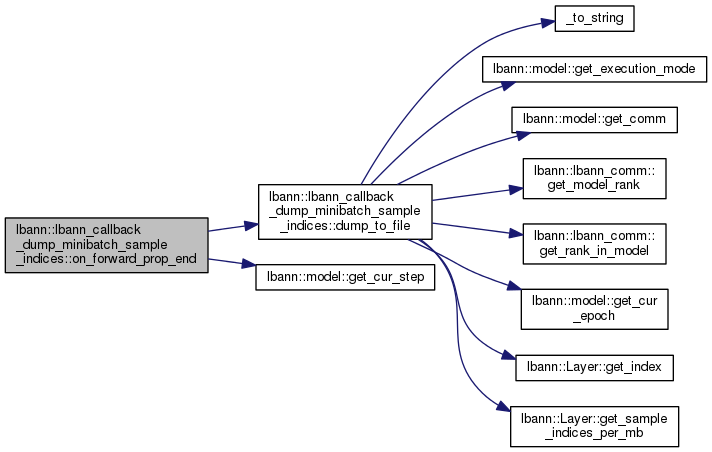 lbann::lbann_callback
_dump_minibatch_sample
_indices::on_forward_prop_end
lbann::lbann_callback
_dump_minibatch_sample
_indices::dump_to_file
lbann::model::get_cur_step
_to_string
lbann::model::get_execution_mode
lbann::model::get_comm
lbann::lbann_comm::
get_model_rank
lbann::lbann_comm::
get_rank_in_model
lbann::model::get_cur
_epoch
lbann::Layer::get_index
lbann::Layer::get_sample
_indices_per_mb